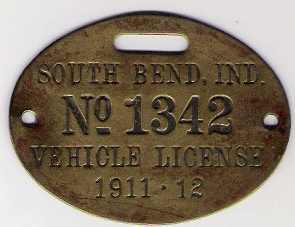 SOUTH BEND, IND.
No 1342
VEHICLE LICENSE
1911 · 12